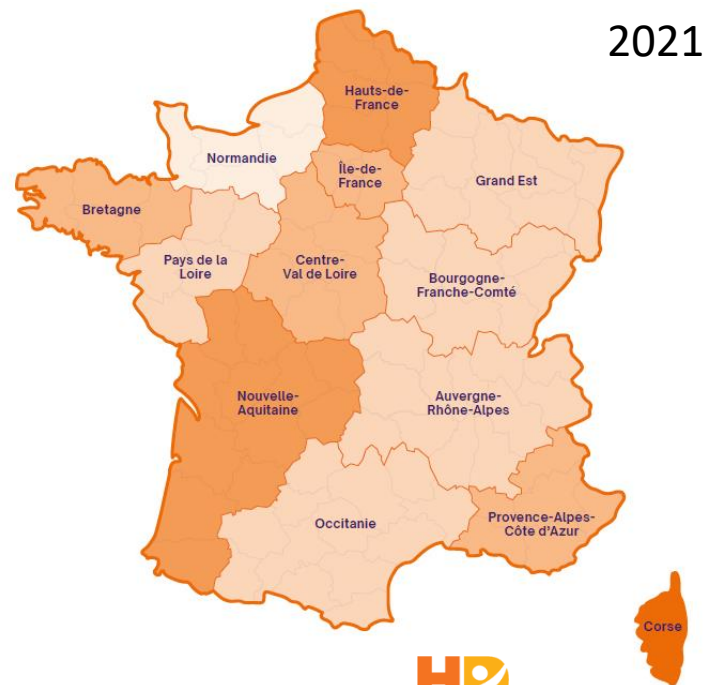 2021
Hauts-de-
France
Normandie
Île-de-
France
Grand Est
Bretagne
Pays de la
Loire
Centre-
Val de Loire
Bourgogne-
Franche-Comté
Nouvelle-
Aquitaine
Auvergne-
Rhône-Alpes
Occitanie
Provence-Alpes-
Côte d'Azur
Corse